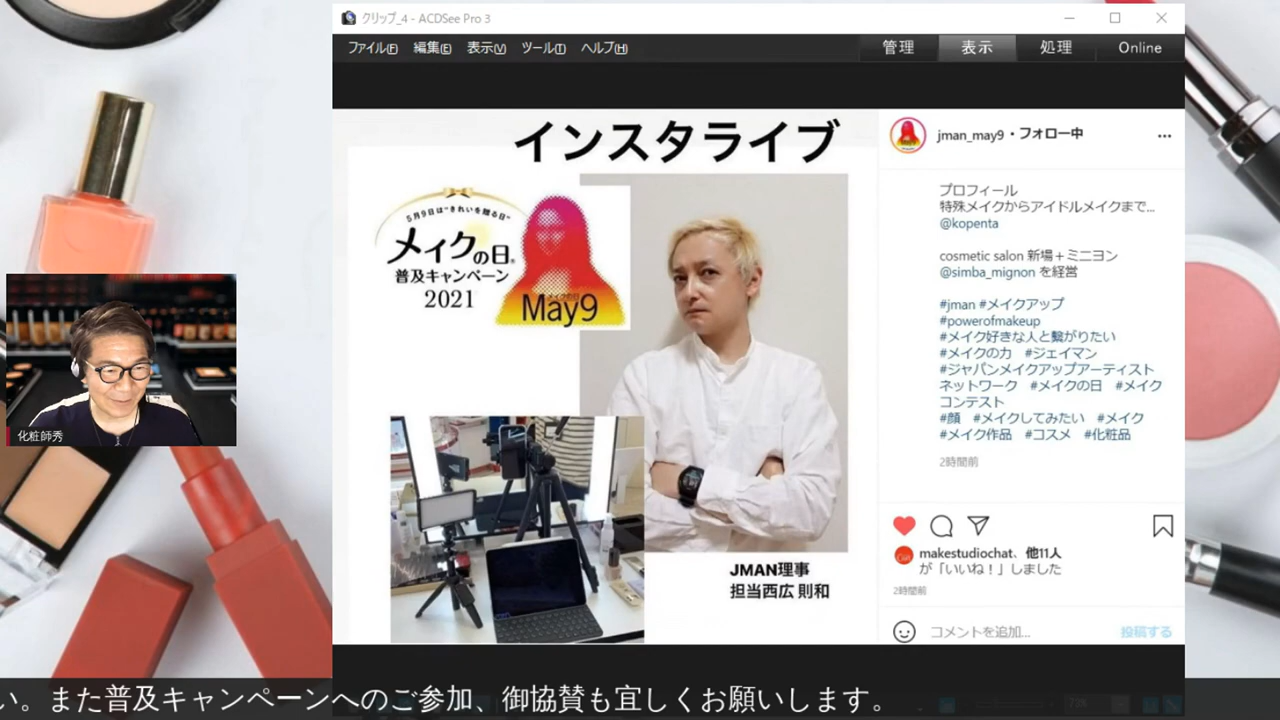 クリップ_4 - ACDSee Pro 3
ファイル(F) 編集(E) 表示(V) ツール(T) ヘルプ(H)
管理 表示 処理 Online
インスタライブ
5月9日は"きれいを贈る日"
メイクの日®
普及キャンペーン
2021
May9
JMAN理事
担当西広 則和
jman_may9・フォロー中
プロフィール
特殊メイクからアイドルメイクまで...
@kopenta
cosmetic salon 新場＋ミニヨン
@simba_mignon を経営
#jman #メイクアップ
#powerofmakeup
#メイク好きな人と繋がりたい
#メイクの力 #ジェイマン
#ジャパンメイクアップアーティスト
ネットワーク #メイクの日 #メイク
コンテスト
#顔 #メイクしてみたい #メイク
#メイク作品 #コスメ #化粧品
2時間前
makestudiochat、他11人
が「いいね！」しました
2時間前
コメントを追加... 投稿する
化粧師秀
い。また普及キャンペーンへのご参加、御協賛も宜しくお願いします。